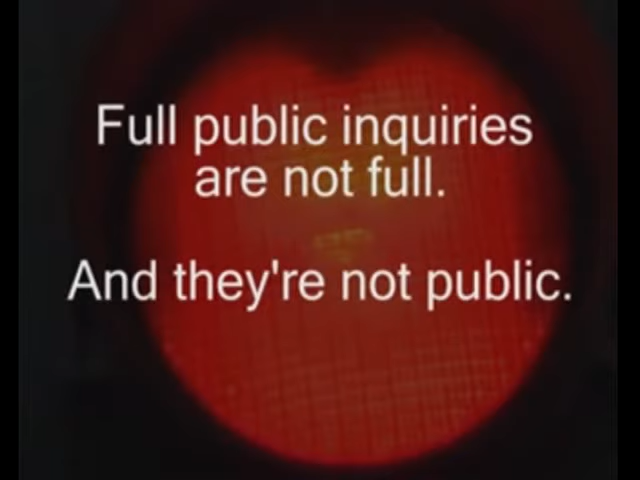 Full public inquiries
are not full.
And they're not public.